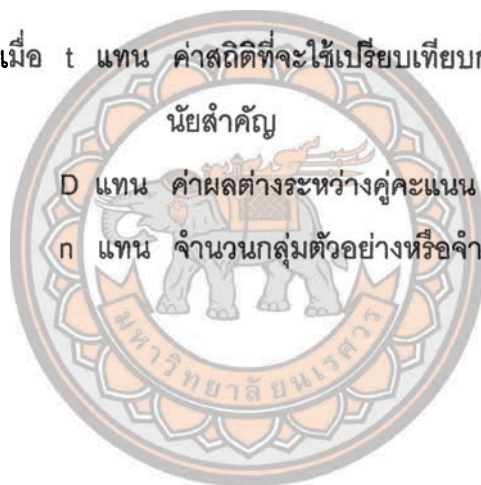 เมื่อ t แทน ค่าสถิติที่จะใช้เปรียบเทียบ
นัยสำคัญ
D แทน ค่าผลต่างระหว่างคู่คะแนน
n แทน จำนวนกลุ่มตัวอย่างหรือจำ
มหาวิทยาลัยนเรศวร